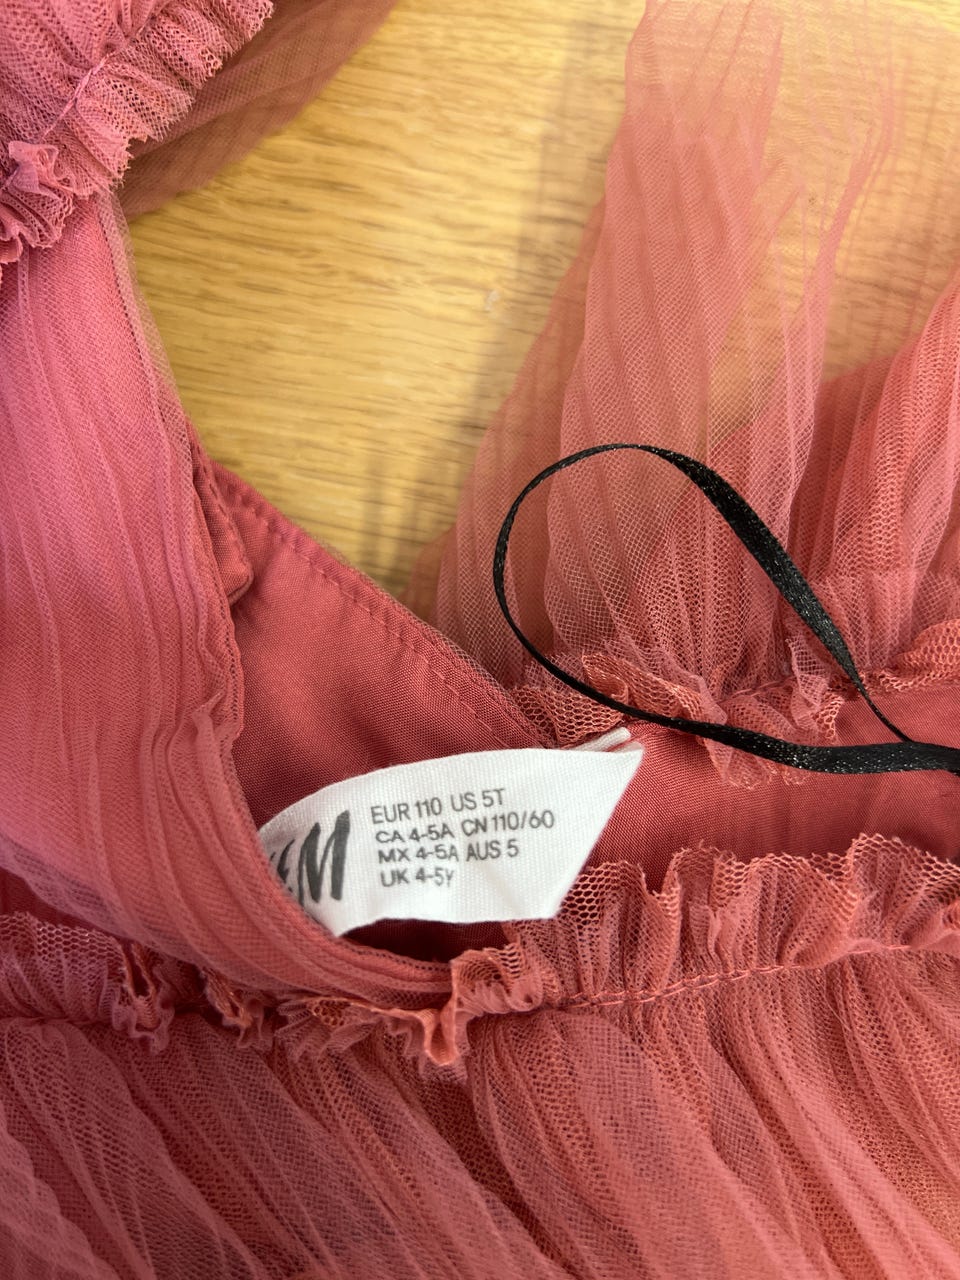 &M
EUR 110 US 5T
CA 4-5A CN 110/60
MX 4-5A AUS 5
UK 4-5Y